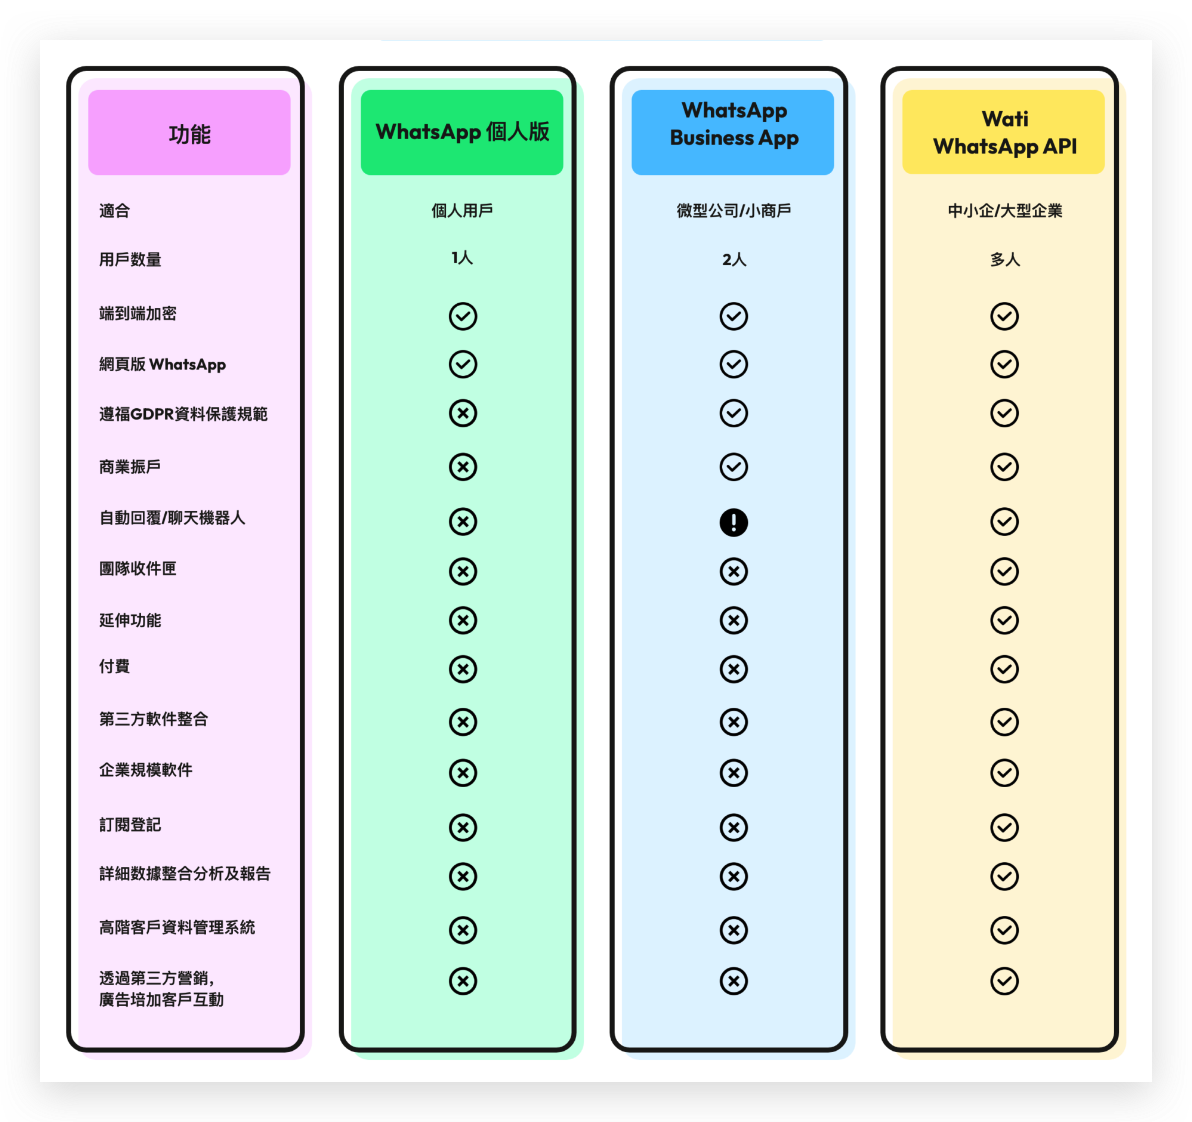 功能
WhatsApp 個人版
WhatsApp
Business App
Wati
WhatsApp API
適合
個人用戶
微型公司/小商戶
中小企/大型企業
用戶数量
1人
2人
多人
端到端加密
網頁版 WhatsApp
遵福GDPR資料保護規範
商業振戶
自動回覆/聊天機器人
團隊收件匣
延伸功能
付費
第三方軟件整合
企業規模軟件
訂閱登記
詳細数據整合分析及報告
高階客戶資料管理系統
透過第三方營銷，
廣告培加客戶互動